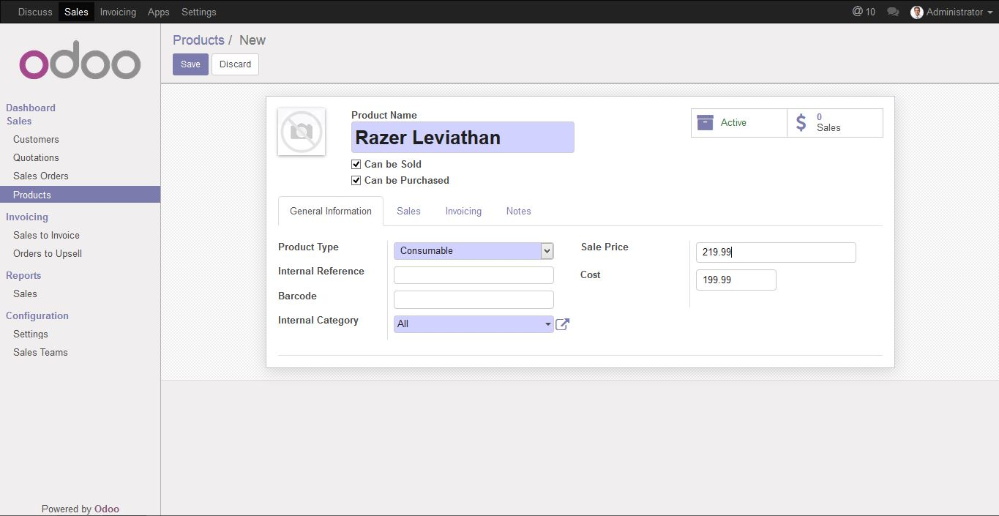 Discuss Sales Invoicing Apps Settings @ 10 Administrator
odoo
Products / New
Save Discard
Dashboard
Sales
Customers
Quotations
Sales Orders
Products
Invoicing
Sales to Invoice
Orders to Upsell
Reports
Sales
Configuration
Settings
Sales Teams
Powered by Odoo
Product Name
Razer Leviathan
Can be Sold
Can be Purchased
Active
$ 0
Sales
General Information Sales Invoicing Notes
Product Type Consumable
Internal Reference
Barcode
Internal Category All
Sale Price 219.99
Cost 199.99